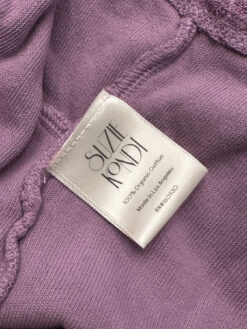 SUZIE
KONDI
100% Organic Cotton
Made in Los Angeles